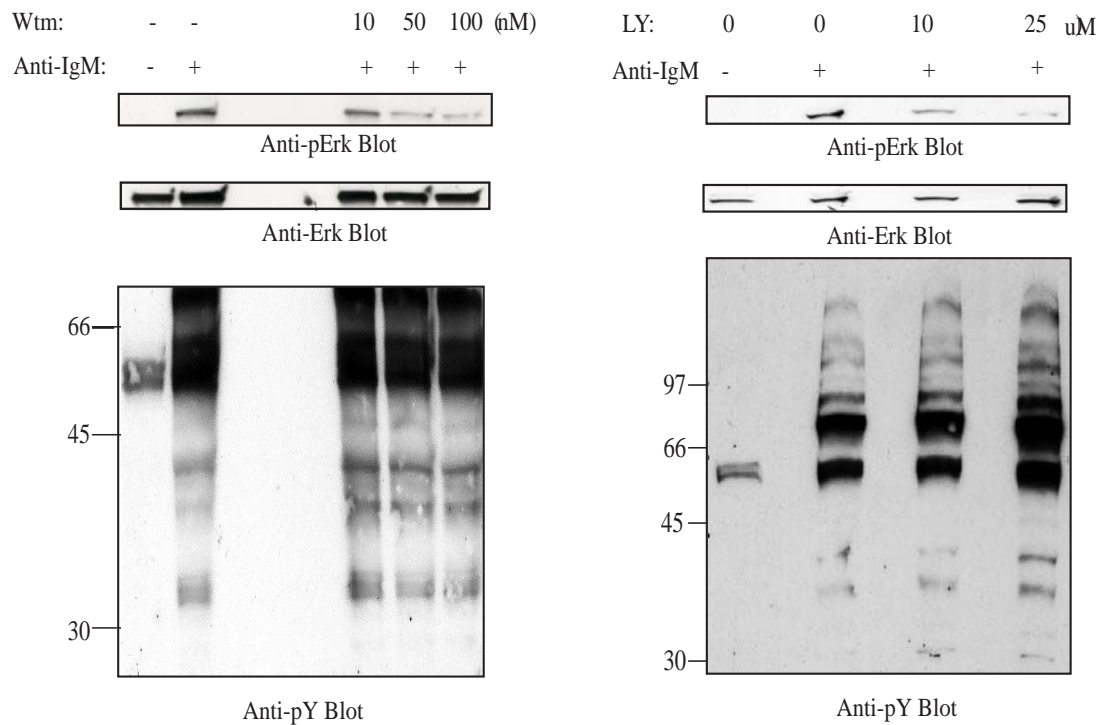 Wtm: - - 10 50 100 (nM)
Anti-IgM: - + + + +
Anti-pErk Blot
Anti-Erk Blot
66
45
30
Anti-pY Blot
LY: 0 0 10 25 uM
Anti-IgM - + + +
Anti-pErk Blot
Anti-Erk Blot
97
66
45
30
Anti-pY Blot